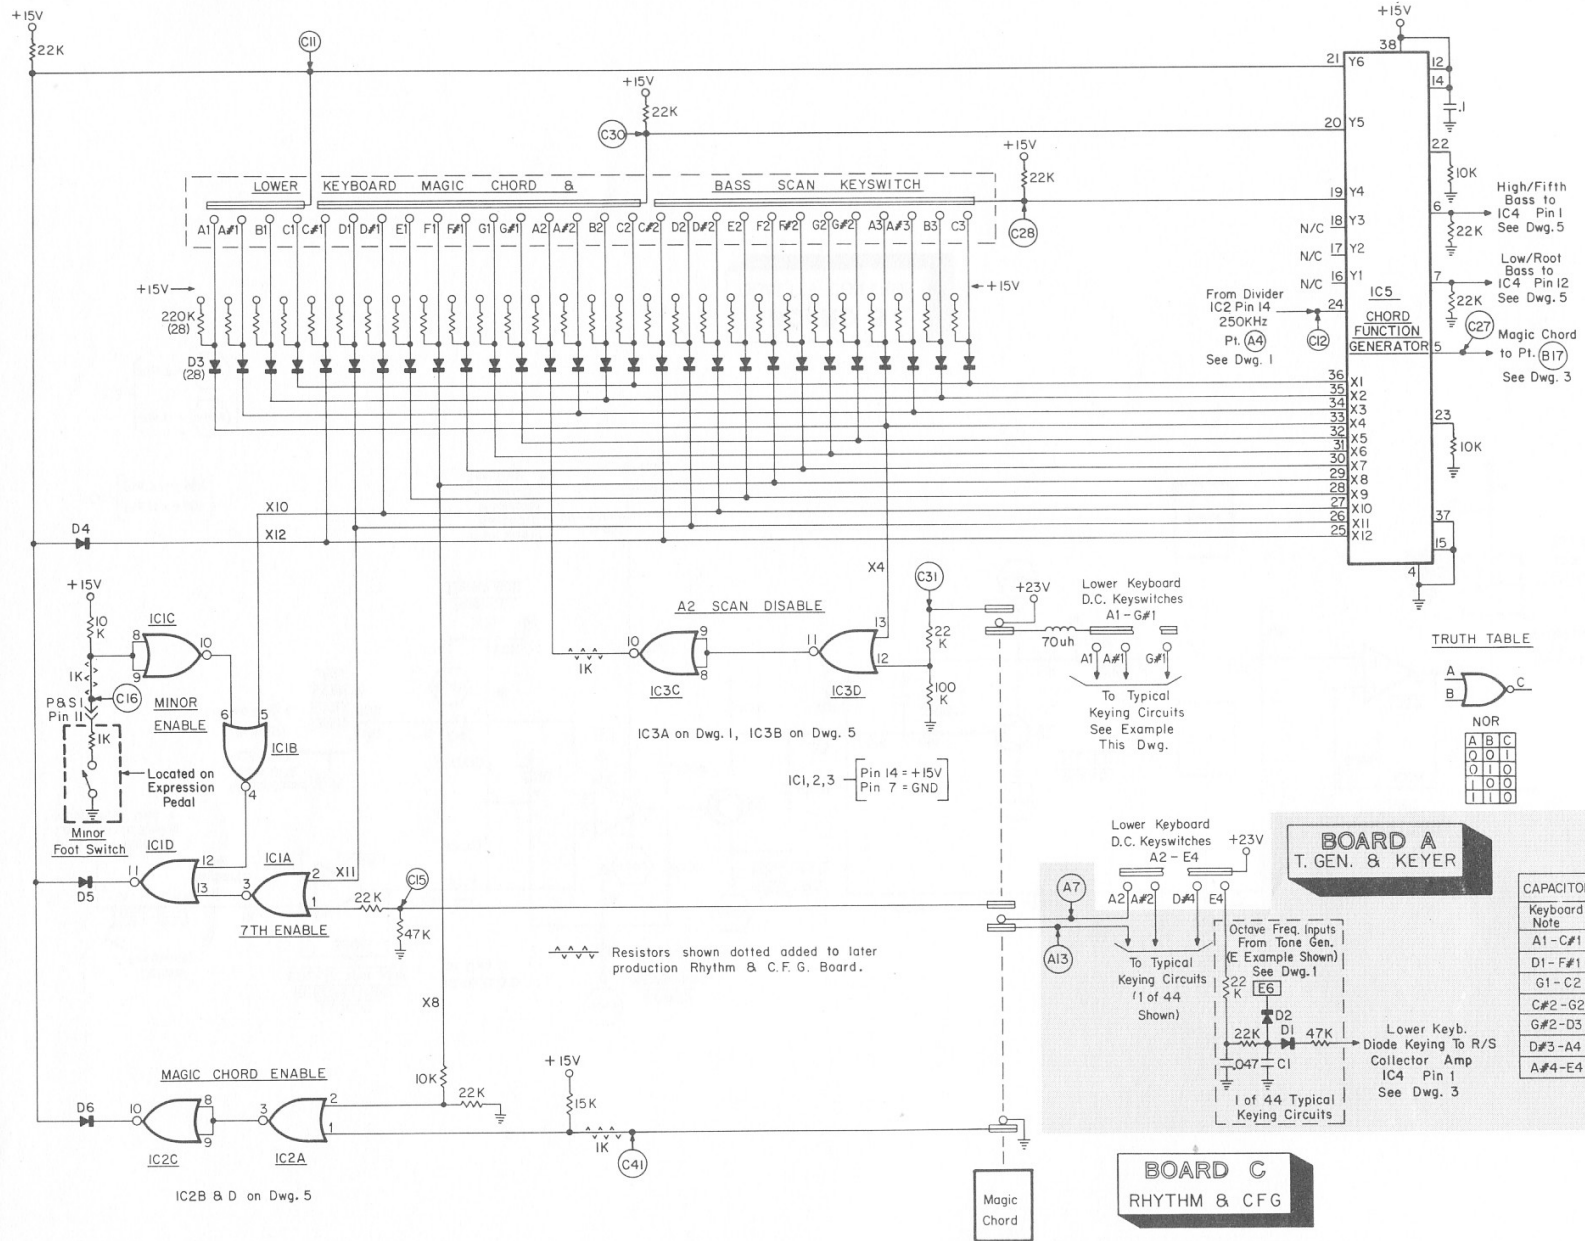 +15V
22K
C11
+15V
22K
C30
+15V
38
21 Y6
12
14
.1
20 Y5
+15V
22K
C28
22
10K
19 Y4
LOWER KEYBOARD MAGIC CHORD & BASS SCAN KEYSWITCH
A1 A#1 B1 C1 C#1 D1 D#1 E1 F1 F#1 G1 G#1 A2 A#2 B2 C2 C#2 D2 D#2 E2 F2 F#2 G2 G#2 A3 A#3 B3 C3
N/C 18 Y3
N/C 17 Y2
N/C 16 Y1
24
6
High/Fifth
Bass to
IC4 Pin 1
See Dwg. 5
22K
7
Low/Root
Bass to
IC4 Pin 12
See Dwg. 5
22K
IC5
CHORD
FUNCTION
GENERATOR
5
C27
Magic Chord
to Pt. B17
See Dwg. 3
+15V
+15V
220K
(28)
D3
(28)
From Divider
IC2 Pin 14
250KHz
Pt. A4
See Dwg. 1
C12
36 X1
35 X2
34 X3
33 X4
32 X5
31 X6
30 X7
29 X8
28 X9
27 X10
26 X11
25 X12
23
10K
37
15
4
X10
X12
D4
+15V
10
K
IC1C
8
9
10
1K
C16
P&S1
Pin 11
MINOR
ENABLE
1K
Located on
Expression
Pedal
Minor
Foot Switch
6 5
IC1B
4
IC1D
11
12
13
D5
IC1A
3
2
1
X11
7TH ENABLE
22K
C15
47K
X4
A2 SCAN DISABLE
10
9
8
1K
IC3C
11
13
12
IC3D
C31
22
K
100
K
IC3A on Dwg. 1, IC3B on Dwg. 5
IC1,2,3
Pin 14 = +15V
Pin 7 = GND
+23V
70uh
Lower Keyboard
D.C. Keyswitches
A1 - G#1
A1 A#1 G#1
To Typical
Keying Circuits
See Example
This Dwg.
TRUTH TABLE
A
B
C
NOR
A B C
0 0 1
0 1 0
1 0 0
1 1 0
Resistors shown dotted added to later
production Rhythm & C.F.G. Board.
Lower Keyboard
D.C. Keyswitches
A2 - E4
+23V
A7
A13
A2 A#2 D#4 E4
To Typical
Keying Circuits
(1 of 44
Shown)
Octave Freq. Inputs
From Tone Gen.
(E Example Shown)
See Dwg. 1
E6
22
K
D2
22K
D1
47K
.047
C1
1 of 44 Typical
Keying Circuits
Lower Keyb.
Diode Keying To R/S
Collector Amp
IC4 Pin 1
See Dwg. 3
BOARD A
T. GEN. & KEYER
CAPACITO
Keyboard
Note
A1 - C#1
D1 - F#1
G1 - C2
C#2 - G2
G#2 - D3
D#3 - A4
A#4 - E4
X8
10K
22K
MAGIC CHORD ENABLE
D6
10
8
9
IC2C
3
2
1
IC2A
+15V
15K
1K
C41
IC2B & D on Dwg. 5
Magic
Chord
BOARD C
RHYTHM & CFG